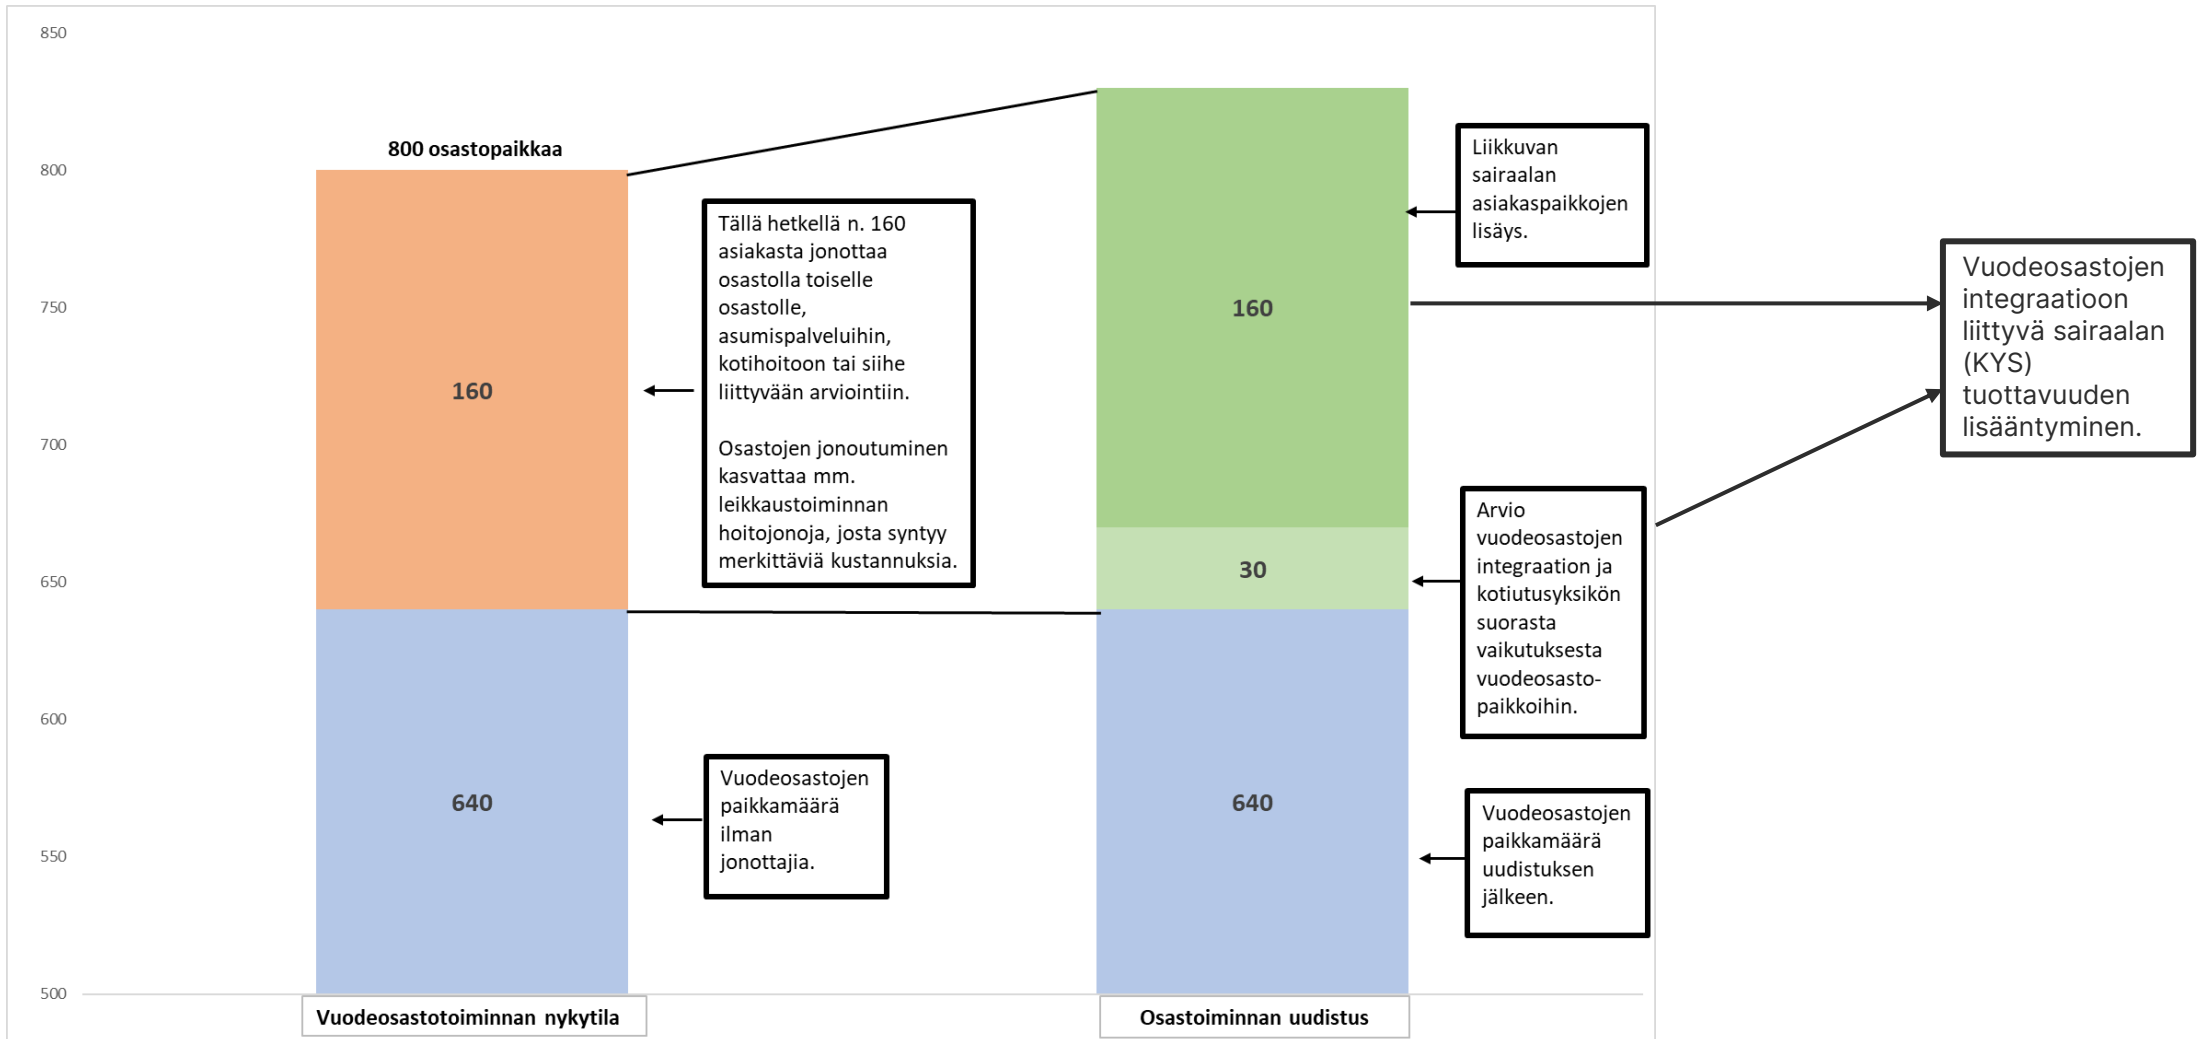 850
800
750
700
650
600
550
500
800 osastopaikkaa
160
640
Vuodeosastotoiminnan nykytila
Tällä hetkellä n. 160
asiakasta jonottaa
osastolla toiselle
osastolle,
asumispalveluihin,
kotihoitoon tai siihe
liittyvään arviointiin.
Osastojen jonoutuminen
kasvattaa mm.
leikkaustoiminnan
hoitojonoja, josta syntyy
merkittäviä kustannuksia.
Vuodeosastojen
paikkamäärä
ilman
jonottajia.
160
30
640
Osastoiminnan uudistus
Liikkuvan
sairaalan
asiakaspaikkojen
lisäys.
Arvio
vuodeosastojen
integraation ja
kotiutusyksikön
suorasta
vaikutuksesta
vuodeosasto-
paikkoihin.
Vuodeosastojen
paikkamäärä
uudistuksen
jälkeen.
Vuodeosastojen
integraatioon
liittyvä sairaalan
(KYS)
tuottavuuden
lisääntyminen.